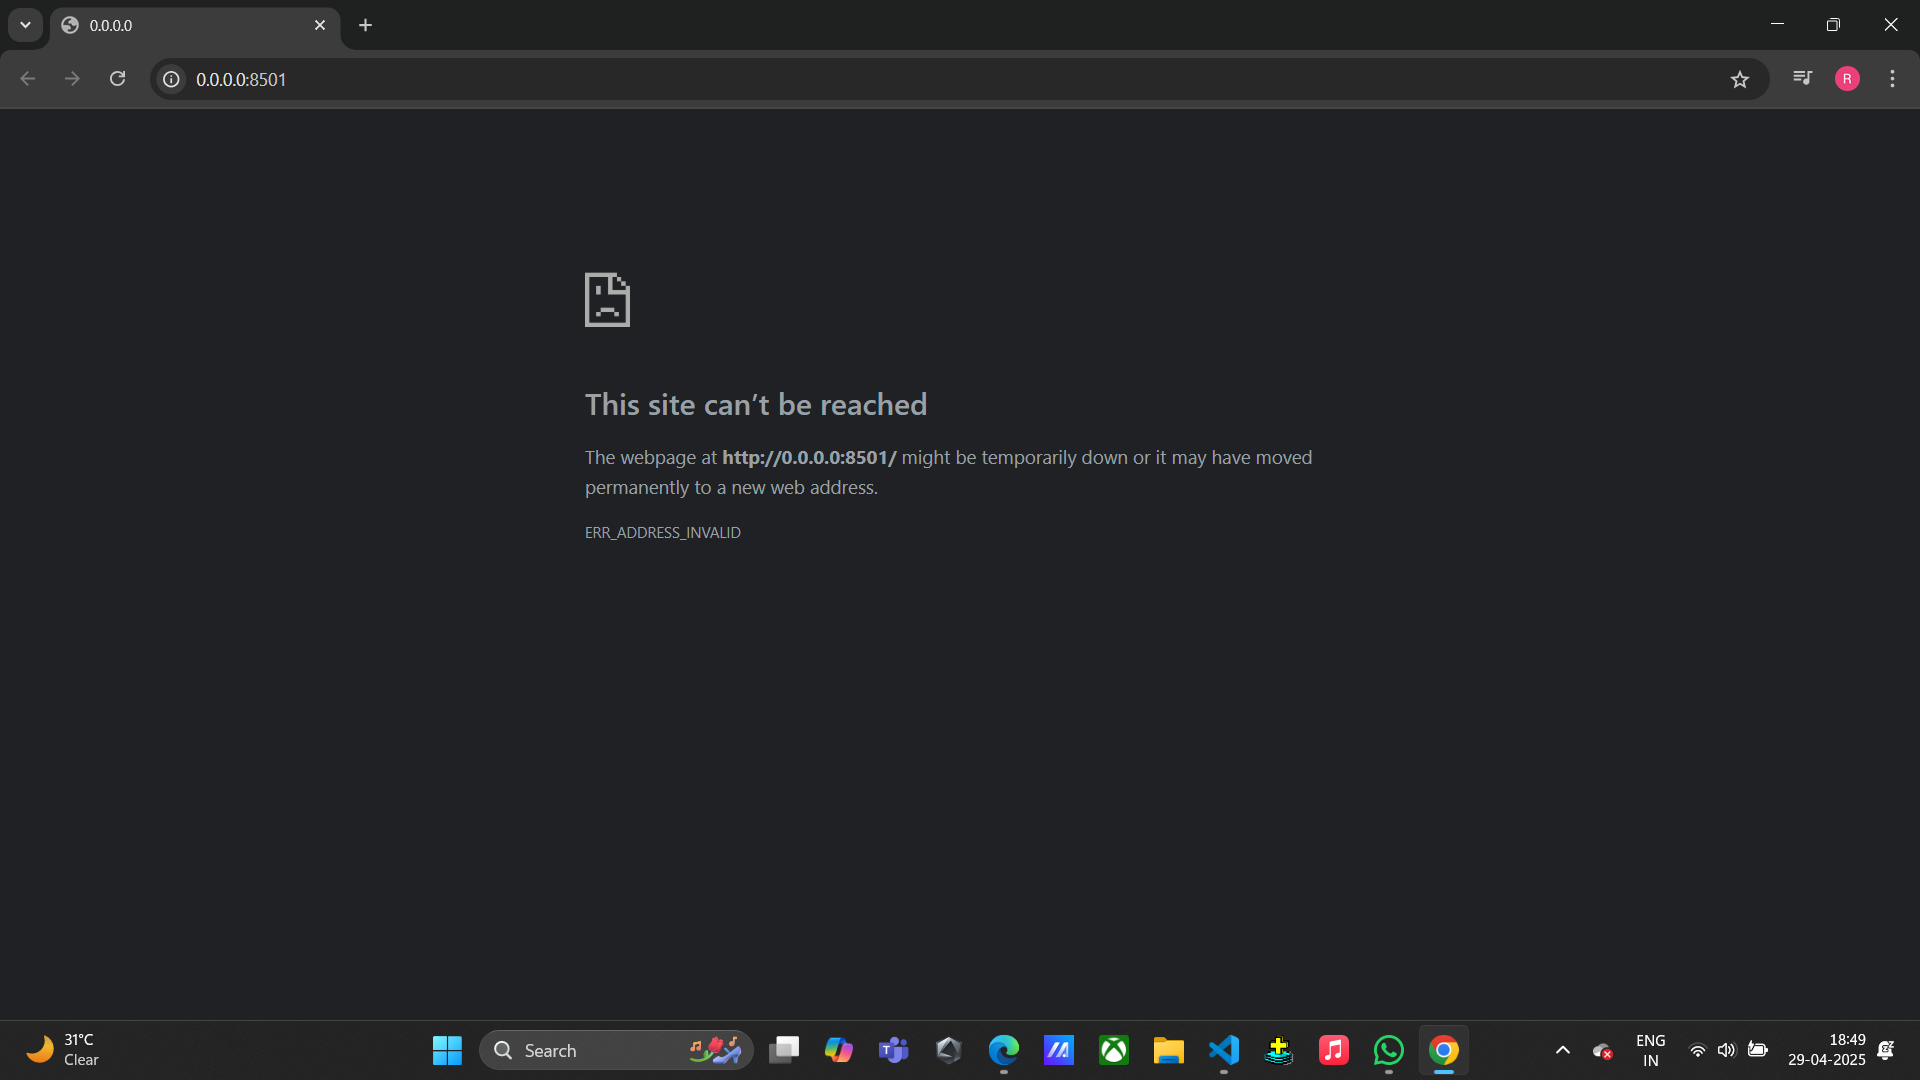 0.0.0.0
0.0.0.0:8501
R
This site can’t be reached
The webpage at http://0.0.0.0:8501/ might be temporarily down or it may have moved
permanently to a new web address.
ERR_ADDRESS_INVALID
31°C
Clear
Search
ENG
IN
18:49
29-04-2025